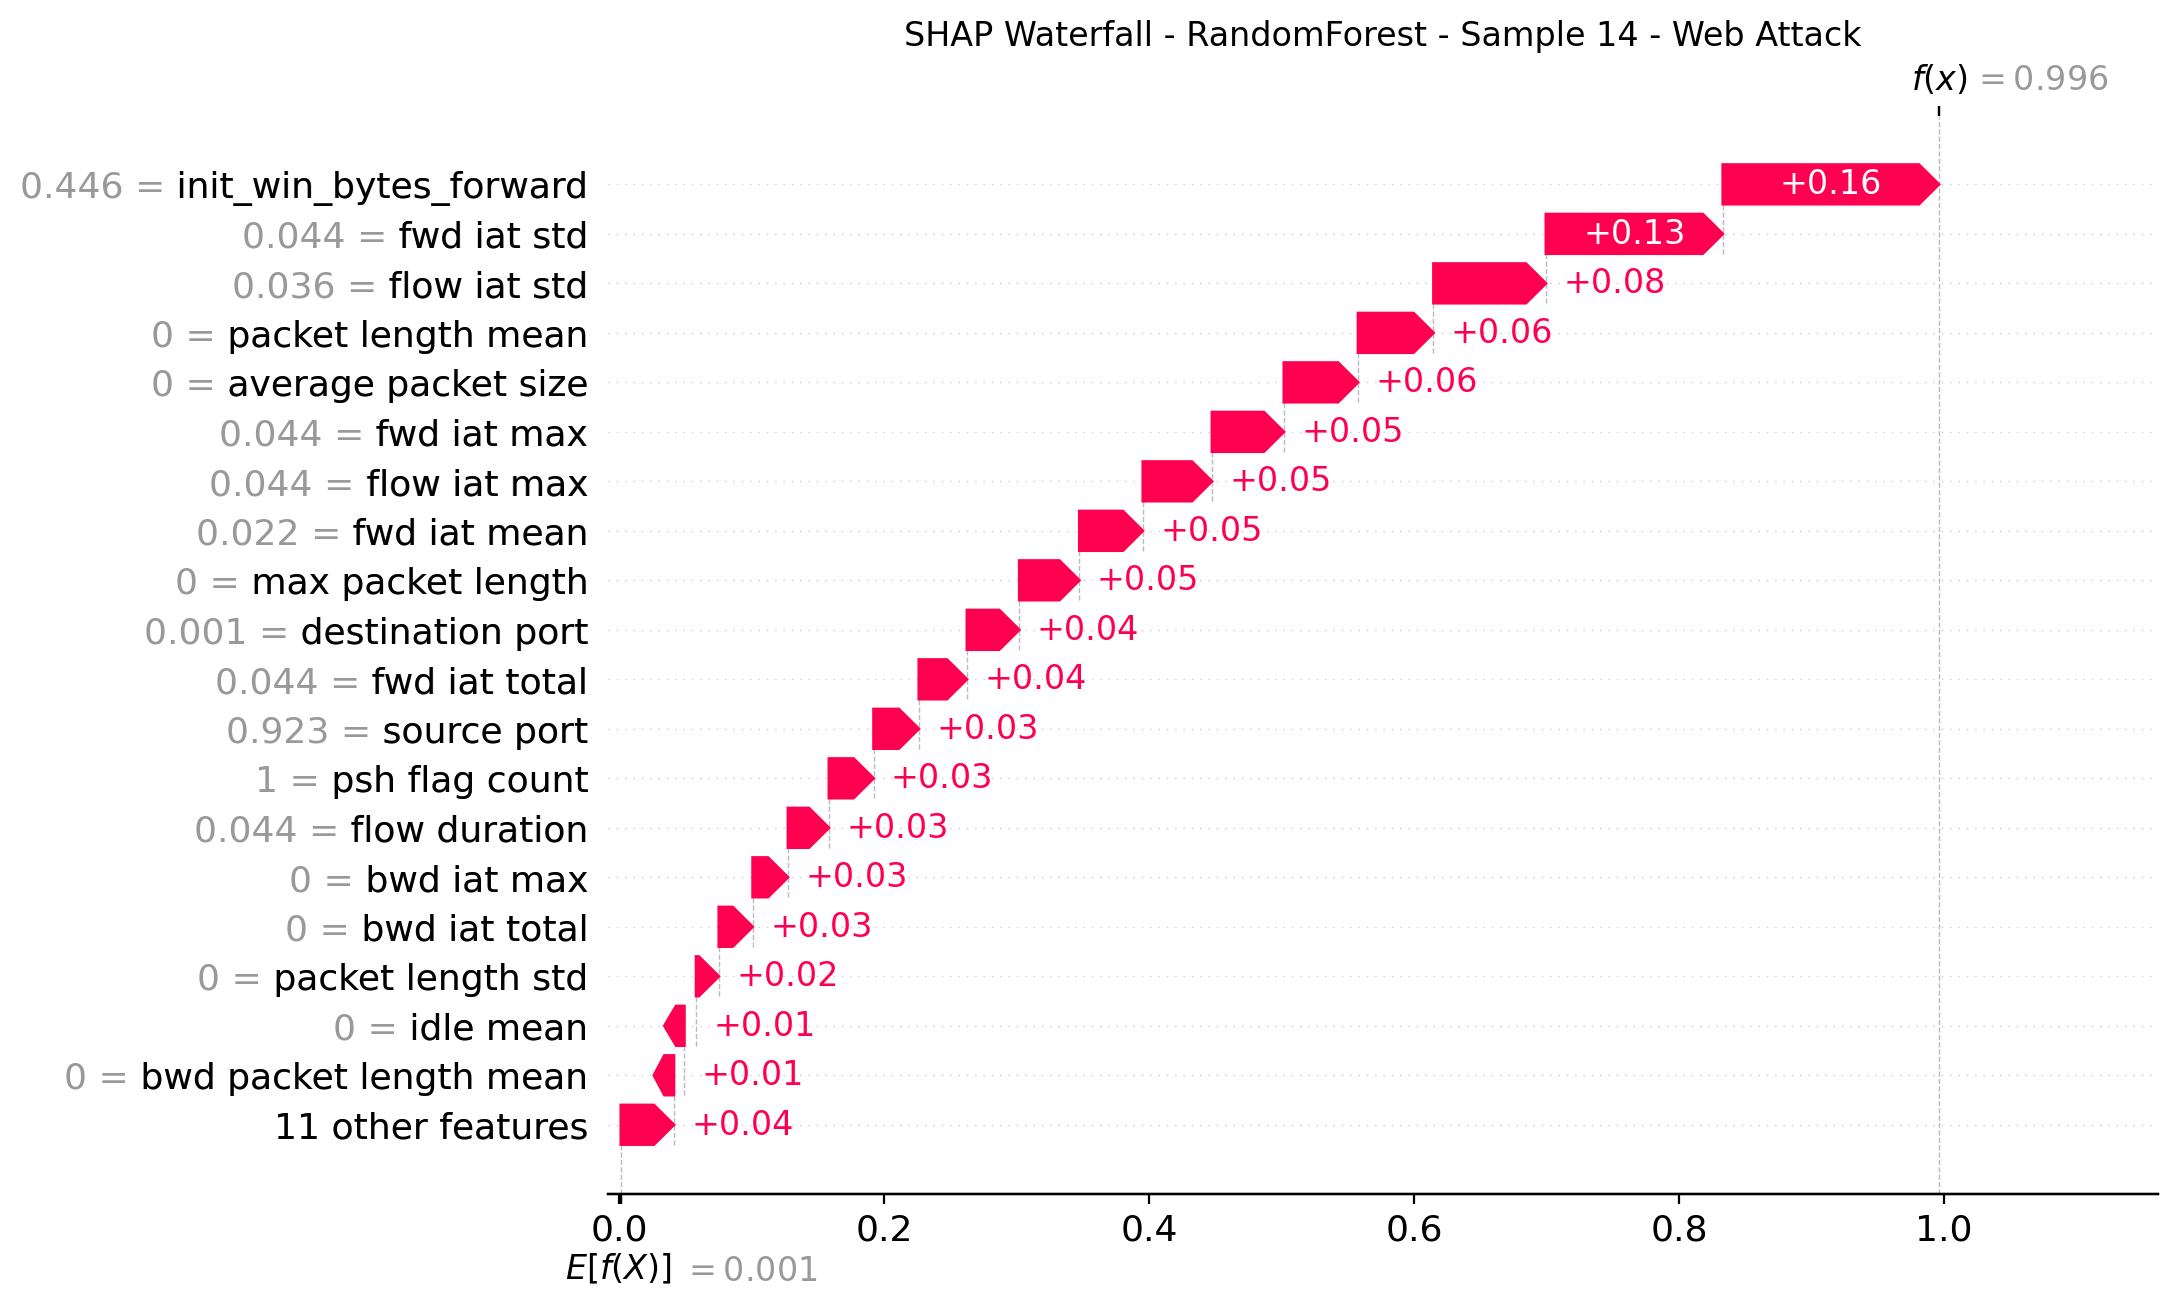 SHAP Waterfall - RandomForest - Sample 14 - Web Attack
f(x) = 0.996
0.446 = init_win_bytes_forward +0.16
0.044 = fwd iat std +0.13
0.036 = flow iat std +0.08
0 = packet length mean +0.06
0 = average packet size +0.06
0.044 = fwd iat max +0.05
0.044 = flow iat max +0.05
0.022 = fwd iat mean +0.05
0 = max packet length +0.05
0.001 = destination port +0.04
0.044 = fwd iat total +0.04
0.923 = source port +0.03
1 = psh flag count +0.03
0.044 = flow duration +0.03
0 = bwd iat max +0.03
0 = bwd iat total +0.03
0 = packet length std +0.02
0 = idle mean +0.01
0 = bwd packet length mean +0.01
11 other features +0.04
0.0 0.2 0.4 0.6 0.8 1.0
E[f(X)] = 0.001